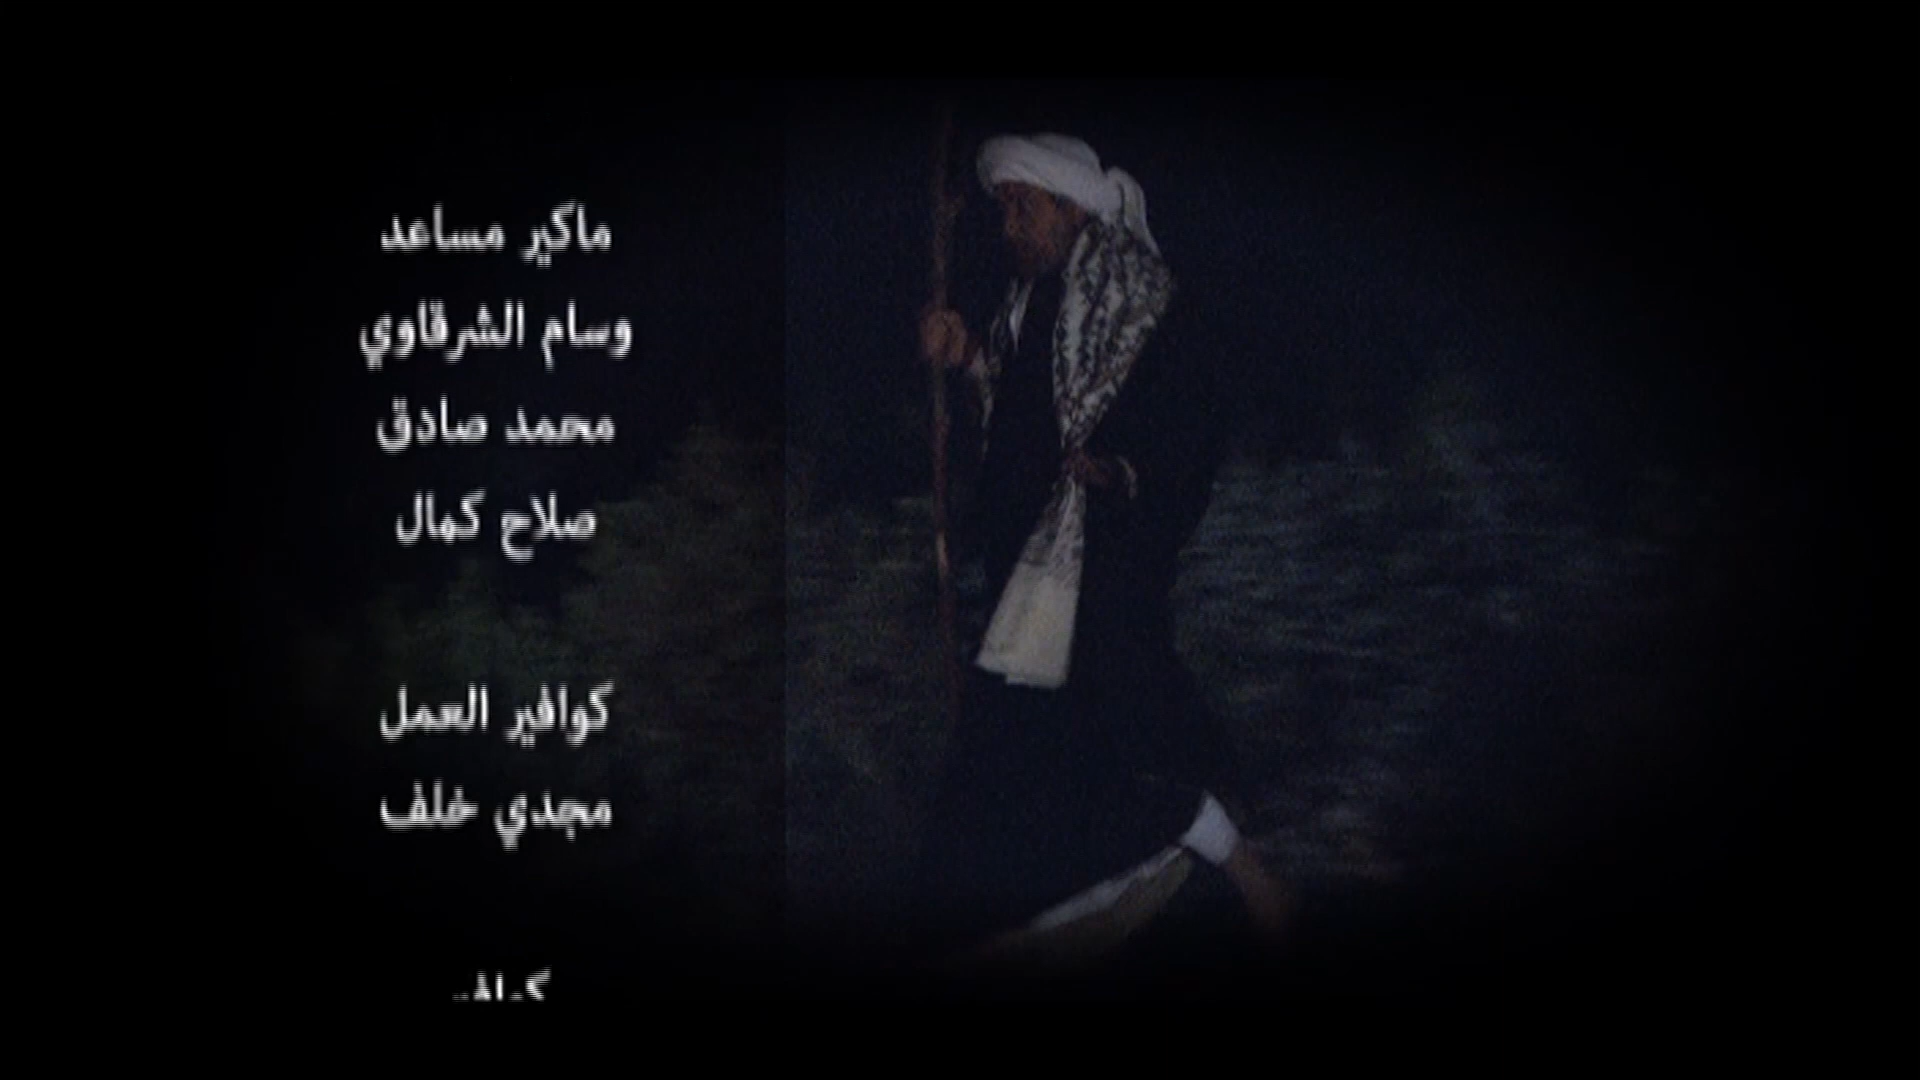 ماكير مساعد
وسام الشرقاوي
محمد صادق
صلاح كمال
كوافير العمل
مجدي خلف